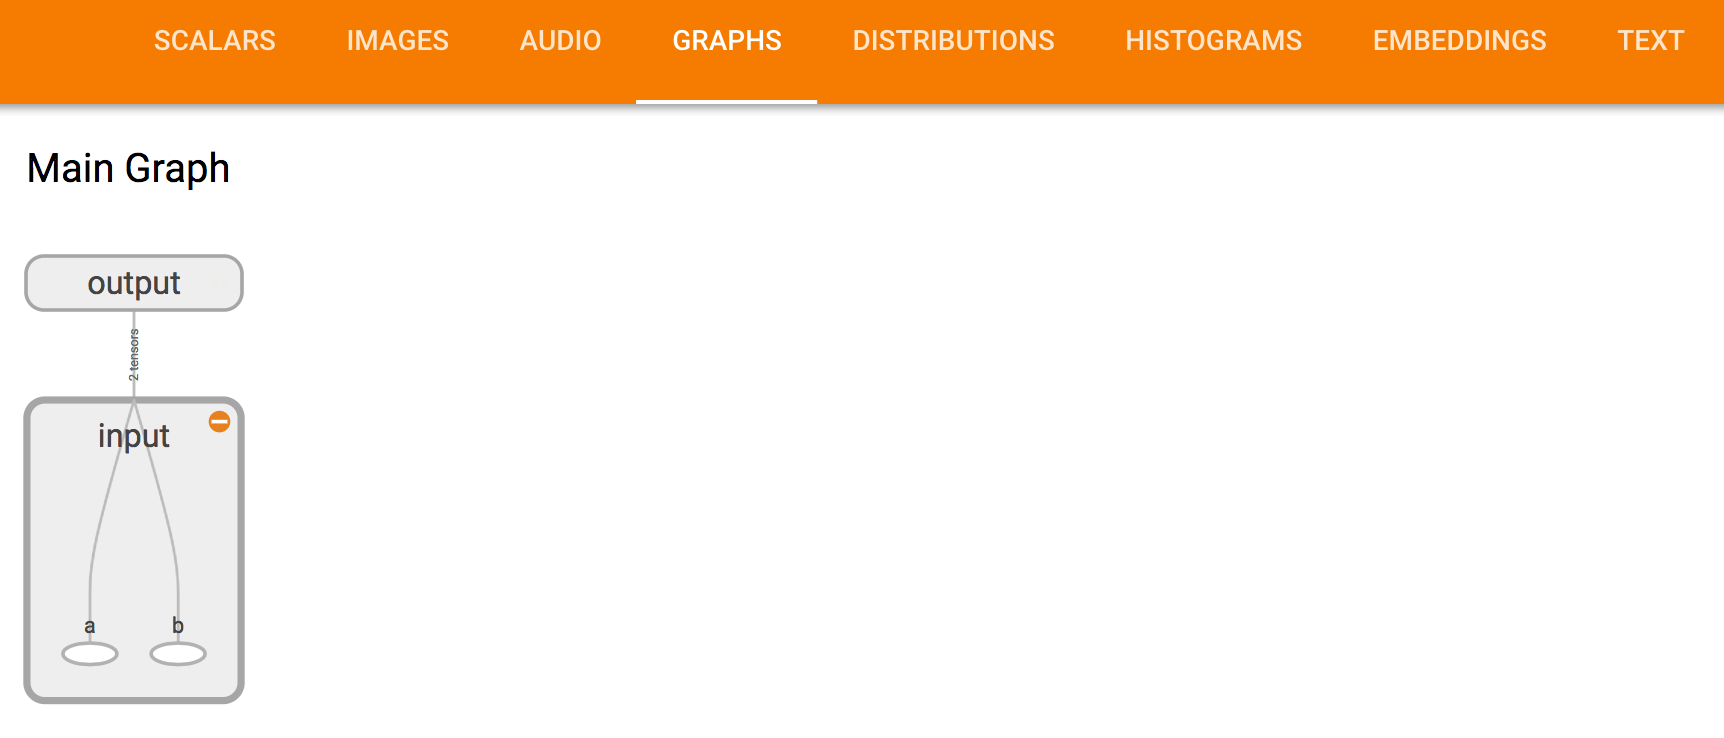 SCALARS IMAGES AUDIO GRAPHS DISTRIBUTIONS HISTOGRAMS EMBEDDINGS TEXT
Main Graph
output
2 tensors
input
a b